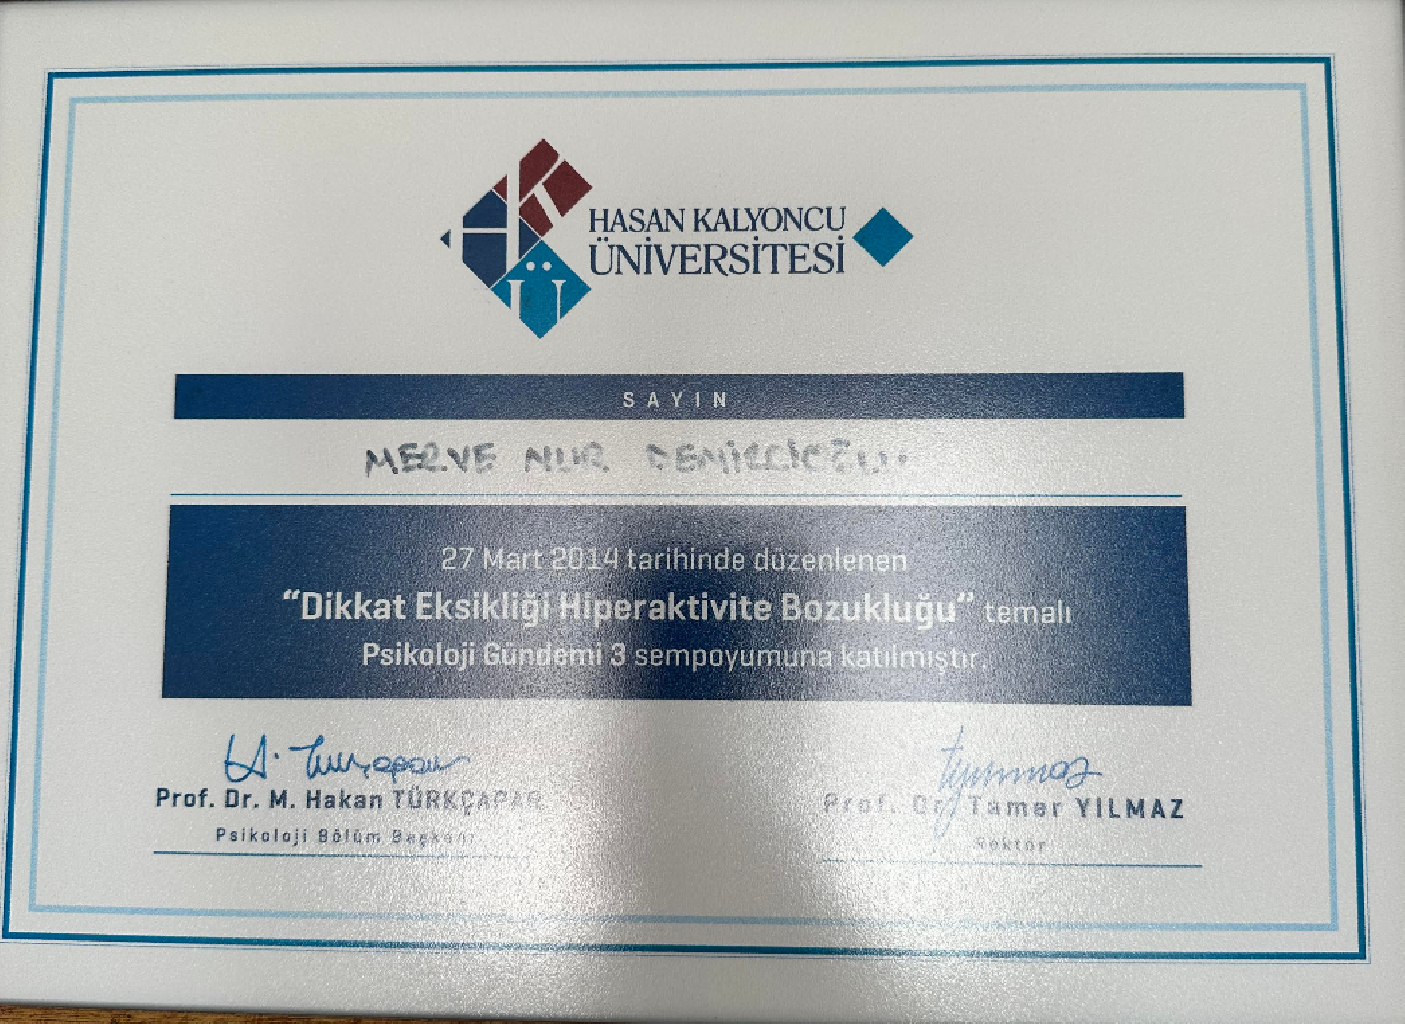 HASAN KALYONCU
ÜNİVERSİTESİ
SAYIN
MERVE NUR
27 Mart 2014 tarihinde düzenlenen
“Dikkat Eksikliği Hiperaktivite Bozukluğu” temalı
Psikoloji Gündemi 3 sempoyumuna katılmıştır.
Prof. Dr. M. Hakan TÜRKÇAPAR
Psikoloji Bölüm Başkanı
Prof. Dr. Tamer YILMAZ
Rektör